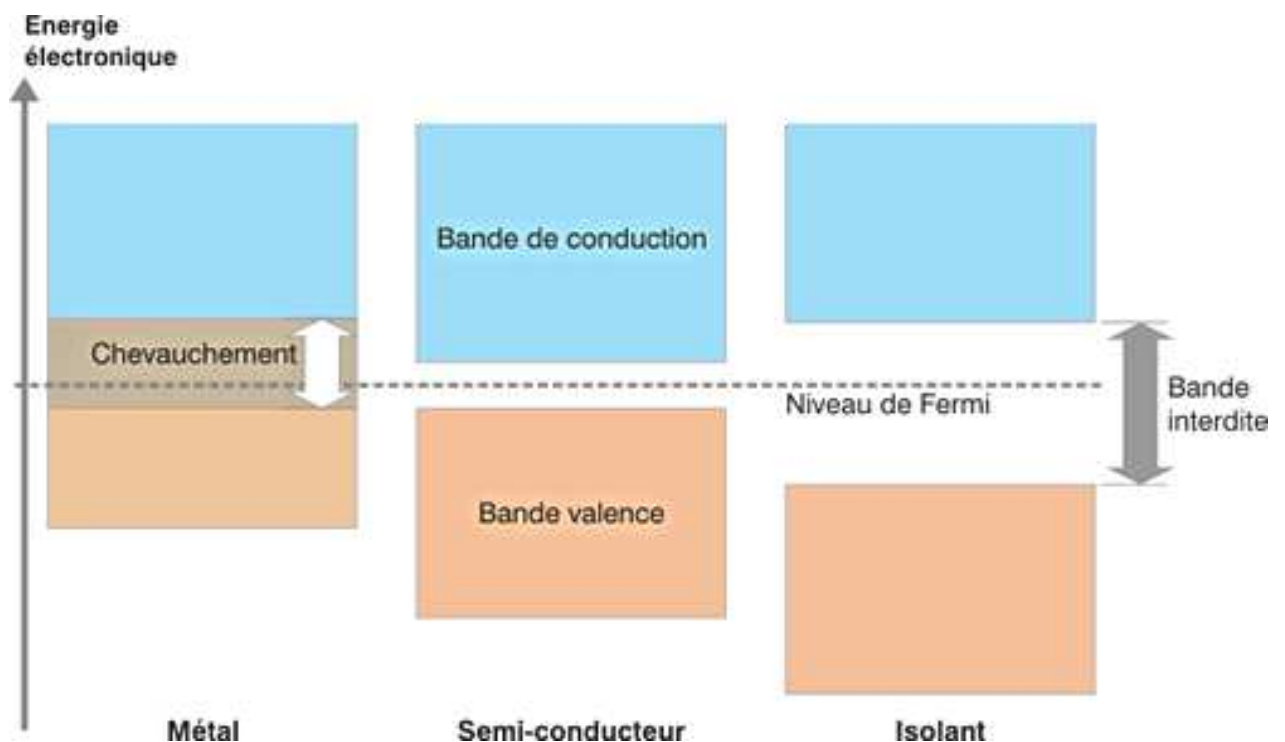 Energie
électronique
Bande de conduction
Chevauchement
Niveau de Fermi
Bande
interdite
Bande valence
Métal
Semi-conducteur
Isolant